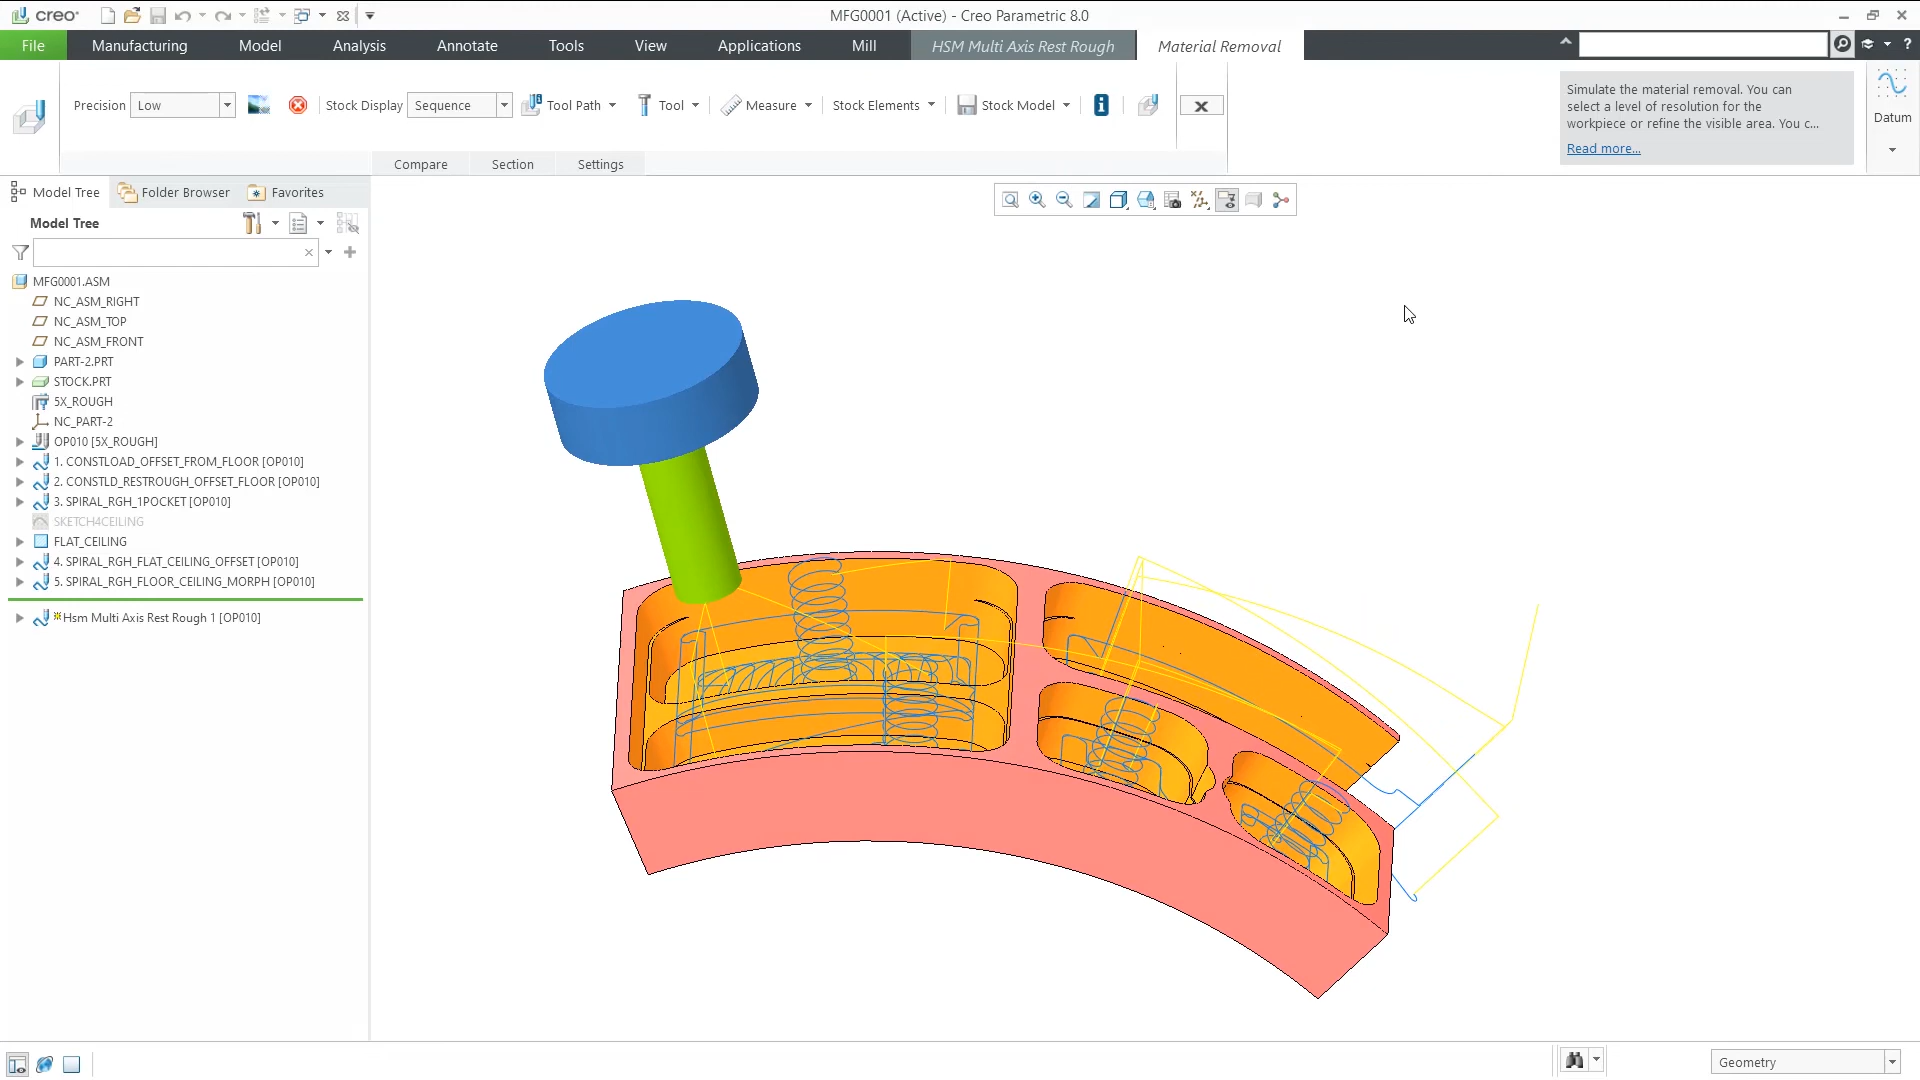 creo
MFG0001 (Active) - Creo Parametric 8.0
File
Manufacturing
Model
Analysis
Annotate
Tools
View
Applications
Mill
HSM Multi Axis Rest Rough
Material Removal
?
Precision
Low
Stock Display
Sequence
Tool Path
Tool
Measure
Stock Elements
Stock Model
Compare
Section
Settings
Simulate the material removal. You can
select a level of resolution for the
workpiece or refine the visible area. You c...
Read more...
Datum
Model Tree
Folder Browser
Favorites
Model Tree
MFG0001.ASM
NC_ASM_RIGHT
NC_ASM_TOP
NC_ASM_FRONT
PART-2.PRT
STOCK.PRT
5X_ROUGH
NC_PART-2
OP010 [5X_ROUGH]
1. CONSTLOAD_OFFSET_FROM_FLOOR [OP010]
2. CONSTLD_RESTROUGH_OFFSET_FLOOR [OP010]
3. SPIRAL_RGH_1POCKET [OP010]
SKETCH4CEILING
FLAT_CEILING
4. SPIRAL_RGH_FLAT_CEILING_OFFSET [OP010]
5. SPIRAL_RGH_FLOOR_CEILING_MORPH [OP010]
Hsm Multi Axis Rest Rough 1 [OP010]
Geometry